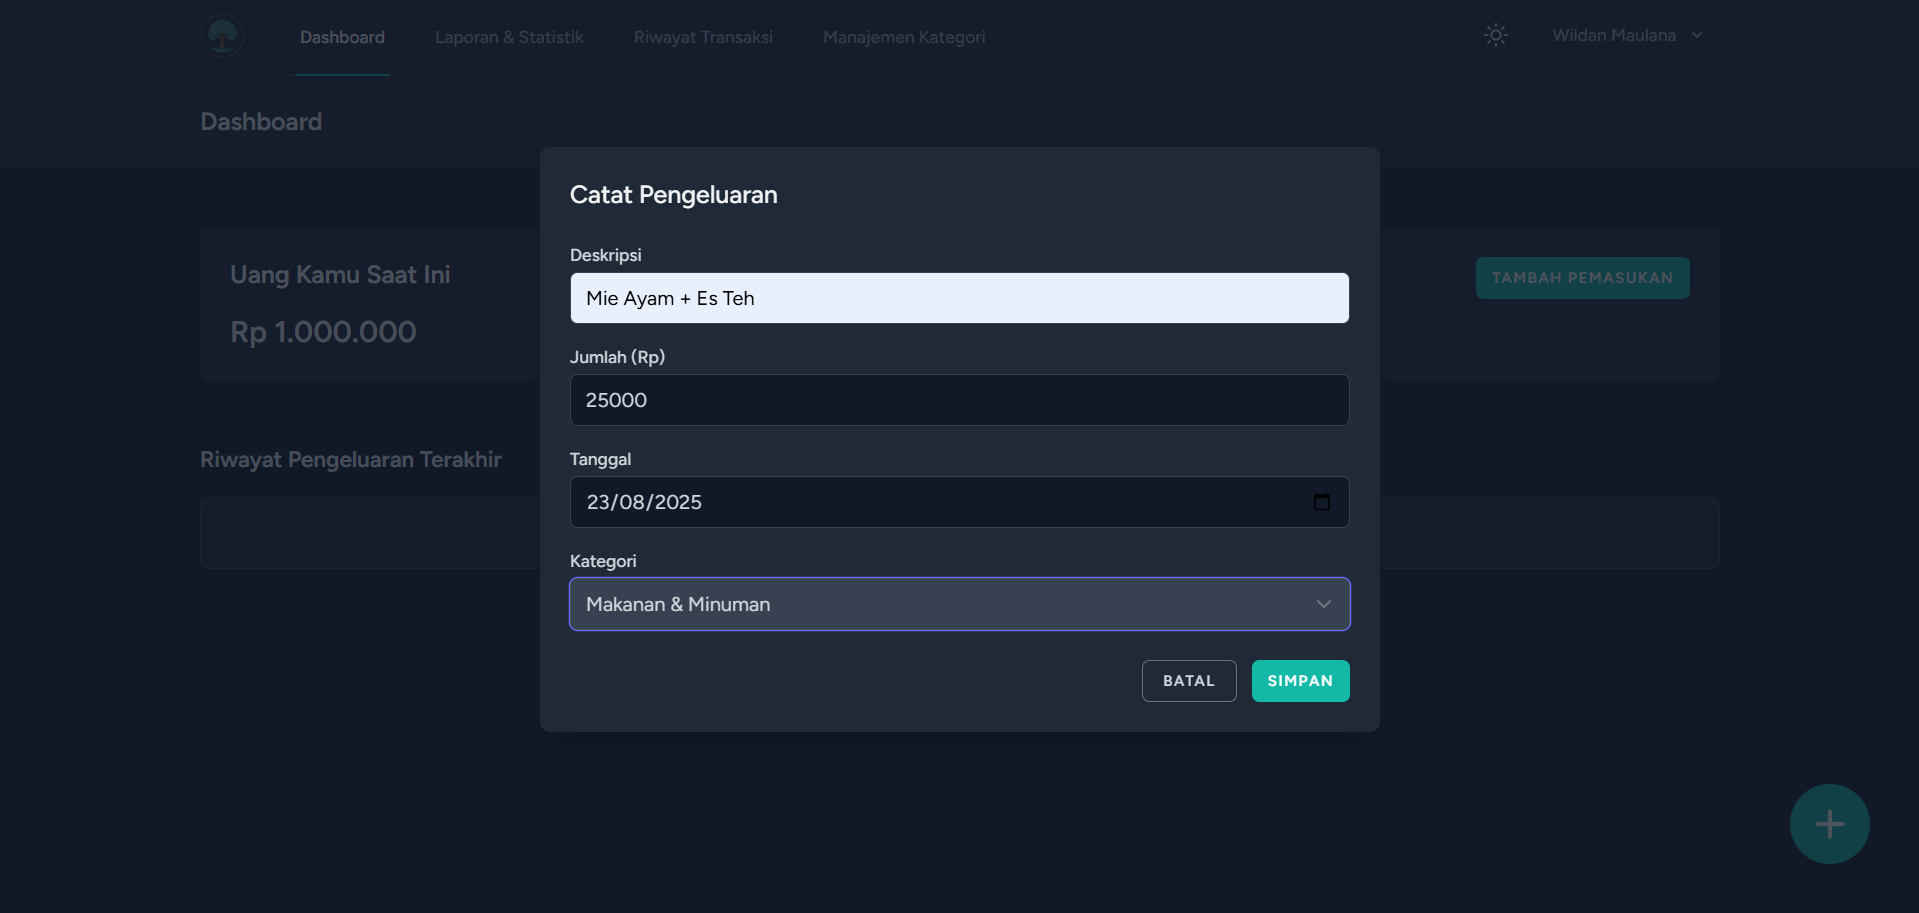 Dashboard
Laporan & Statistik
Riwayat Transaksi
Manajemen Kategori
Wildan Maulana
Dashboard
Uang Kamu Saat Ini
Rp 1.000.000
TAMBAH PEMASUKAN
Riwayat Pengeluaran Terakhir
Catat Pengeluaran
Deskripsi
Mie Ayam + Es Teh
Jumlah (Rp)
25000
Tanggal
23/08/2025
Kategori
Makanan & Minuman
BATAL
SIMPAN